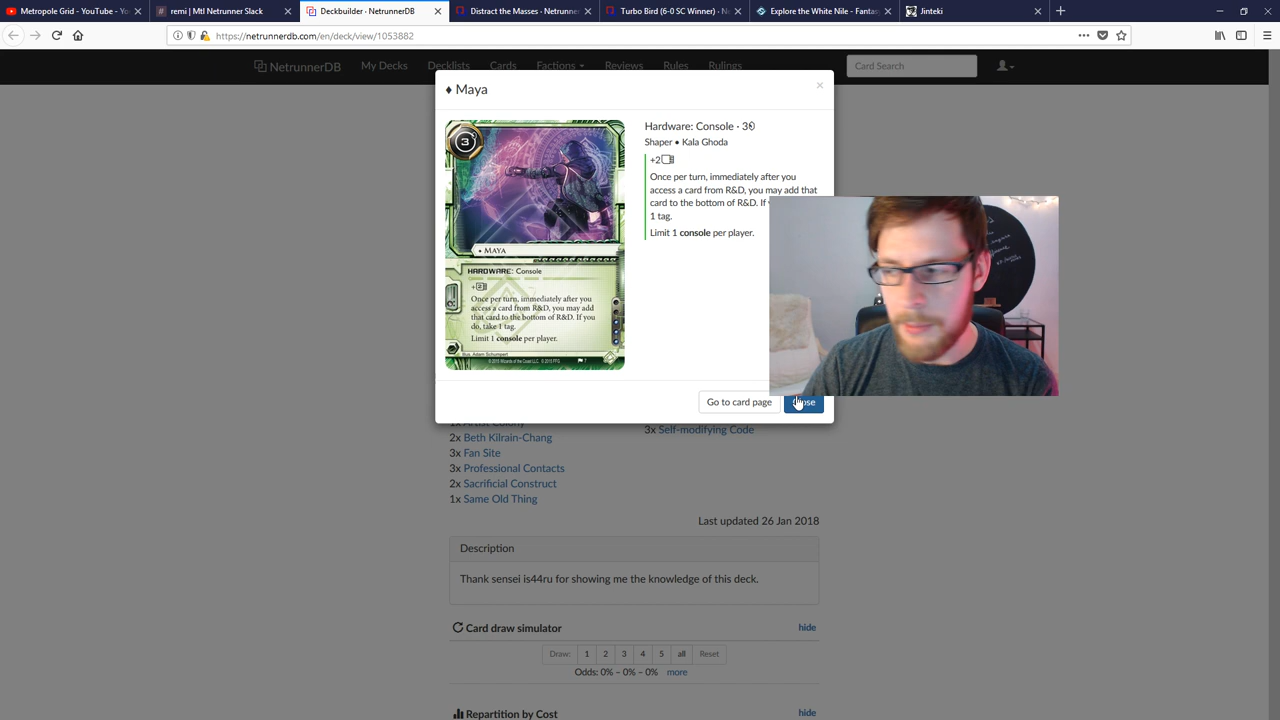 Metropole Grid - YouTube - Yo
remi | Mtl Netrunner Slack
Deckbuilder · NetrunnerDB
Distract the Masses · Netrunne
Turbo Bird (6-0 SC Winner) · N
Explore the White Nile - Fantas
Jinteki
https://netrunnerdb.com/en/deck/view/1053882
NetrunnerDB
My Decks
Decklists
Cards
Factions
Reviews
Rules
Rulings
Card Search
♦ Maya
×
3
Hardware: Console · 3
Shaper • Kala Ghoda
+2
Once per turn, immediately after you
access a card from R&D, you may add that
card to the bottom of R&D. If
1 tag.
Limit 1 console per player.
MAYA
HARDWARE: Console
+2
Once per turn, immediately after you
access a card from R&D, you may add
that card to the bottom of R&D. If you
do, take 1 tag.
Limit 1 console per player.
Illus. Adam Schumpert
7
Go to card page
Close
2x Beth Kilrain-Chang
3x Fan Site
3x Professional Contacts
2x Sacrificial Construct
1x Same Old Thing
3x Self-modifying Code
Last updated 26 Jan 2018
Description
Thank sensei is44ru for showing me the knowledge of this deck.
Card draw simulator
hide
Draw:
1
2
3
4
5
all
Reset
Odds: 0% – 0% – 0%
more
Repartition by Cost
hide